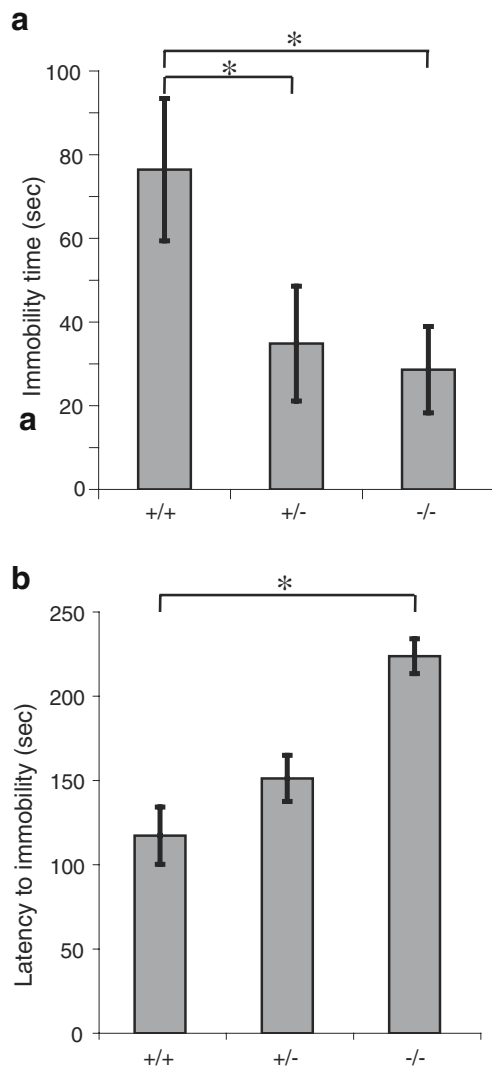 a
*
*
100
80
60
40
20
0
Immobility time (sec)
a
+/+ +/- -/-
b
*
250
200
150
100
50
0
Latency to immobility (sec)
+/+ +/- -/-